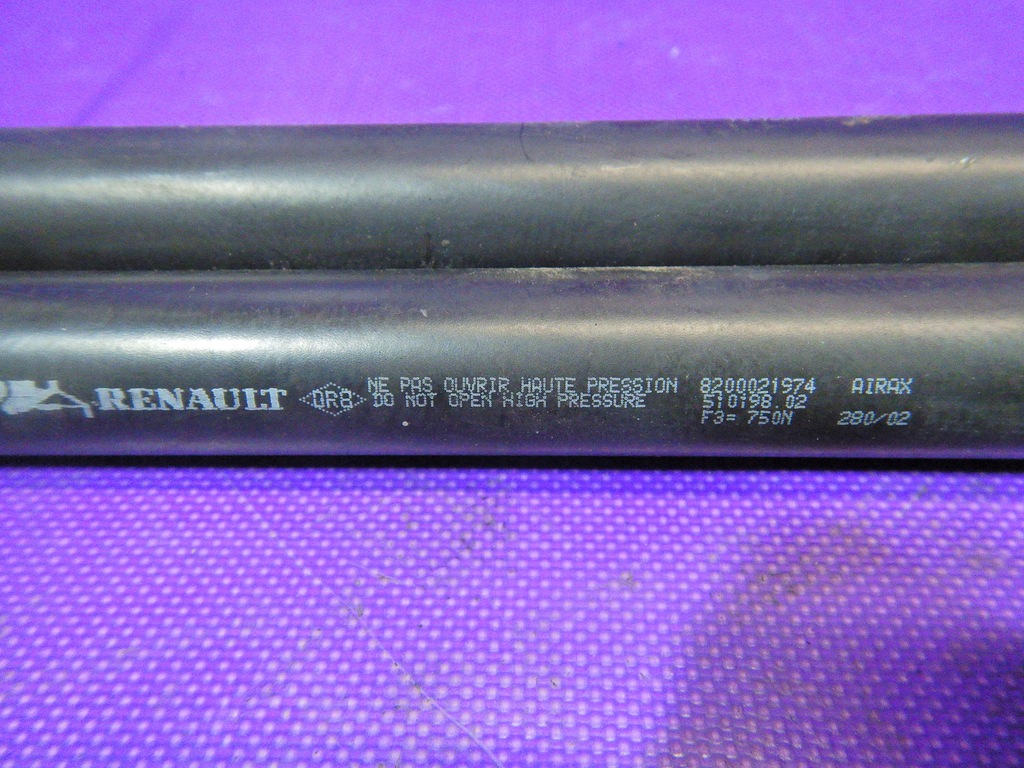 RENAULT
OR8
NE PAS OUVRIR HAUTE PRESSION 8200021974 AIRAX
DO NOT OPEN HIGH PRESSURE 510198.02
F3= 750N 280/02